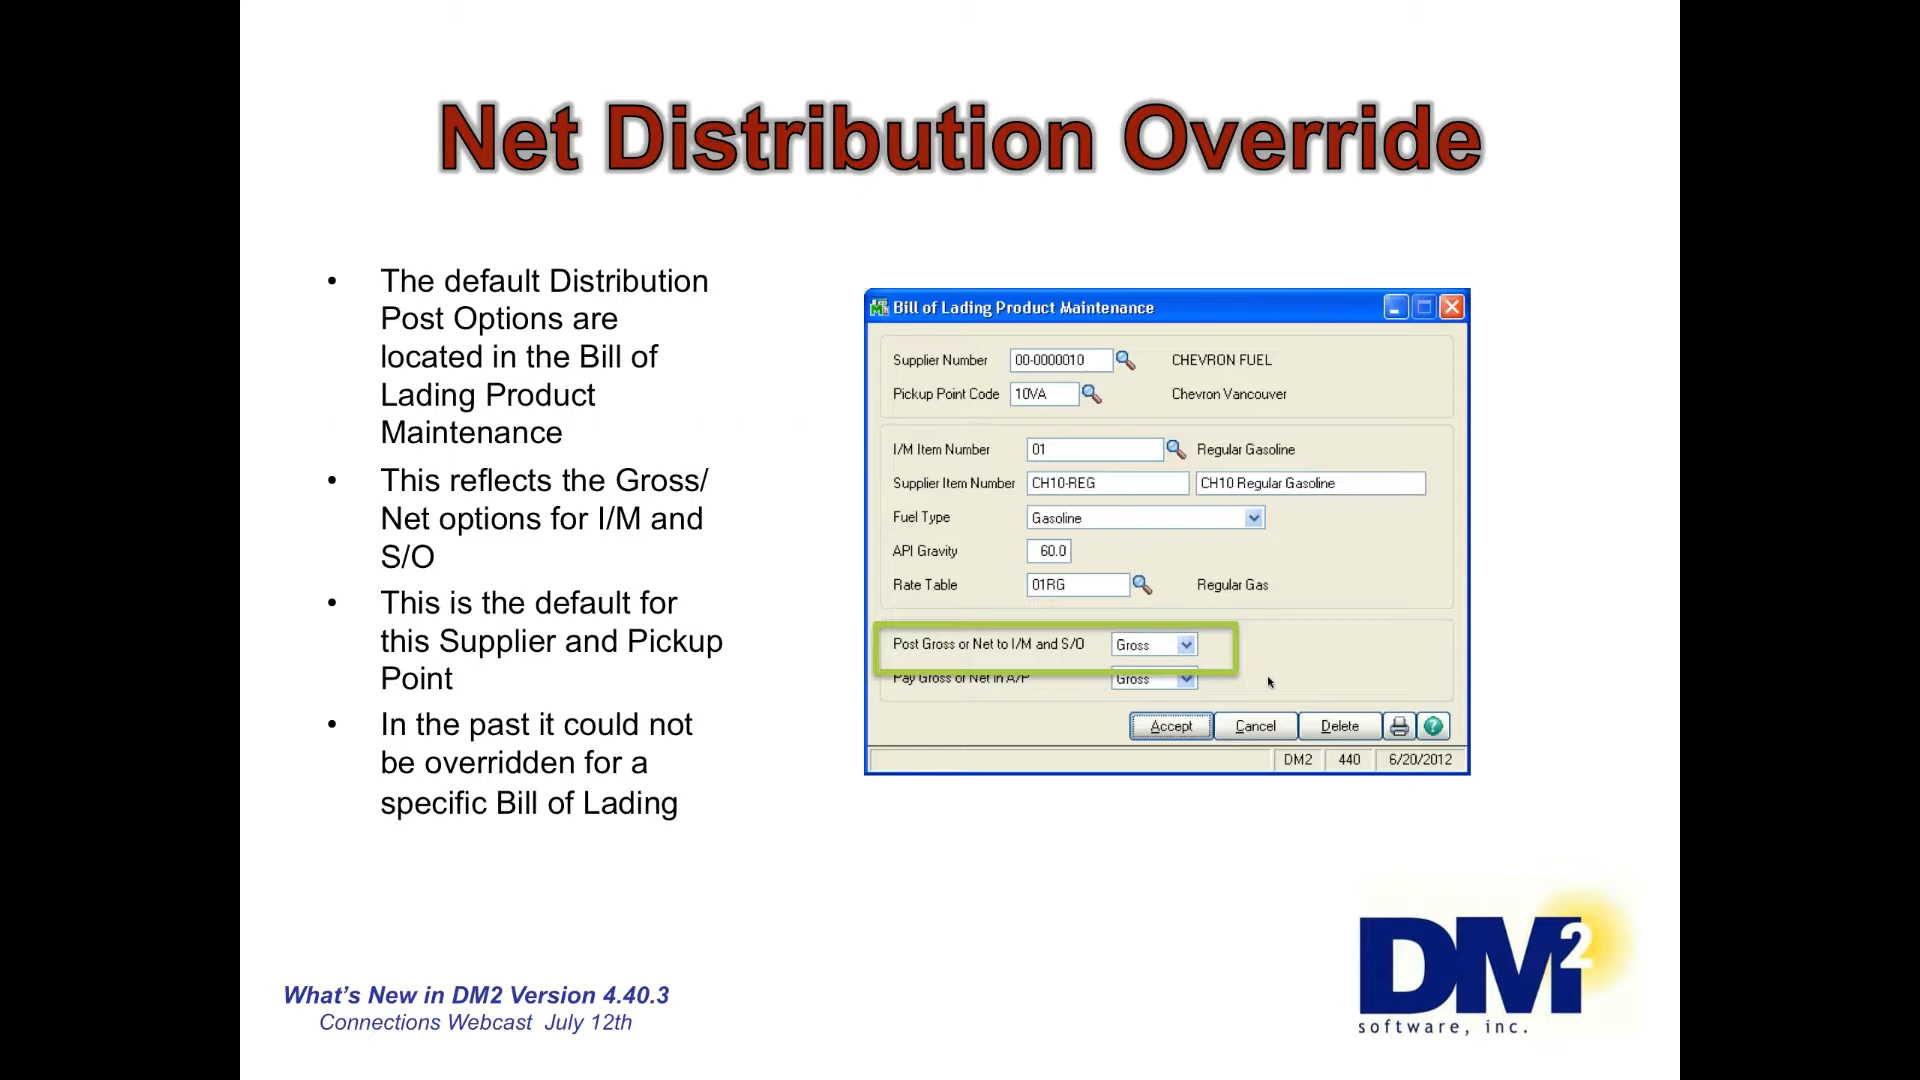 Net Distribution Override
• The default Distribution
Post Options are
located in the Bill of
Lading Product
Maintenance
• This reflects the Gross/
Net options for I/M and
S/O
• This is the default for
this Supplier and Pickup
Point
• In the past it could not
be overridden for a
specific Bill of Lading
Bill of Lading Product Maintenance
Supplier Number 00-0000010 CHEVRON FUEL
Pickup Point Code 10VA Chevron Vancouver
I/M Item Number 01 Regular Gasoline
Supplier Item Number CH10-REG CH10 Regular Gasoline
Fuel Type Gasoline
API Gravity 60.0
Rate Table 01RG Regular Gas
Post Gross or Net to I/M and S/O Gross
Pay Gross or Net in A/P Gross
Accept Cancel Delete
DM2 440 6/20/2012
What's New in DM2 Version 4.40.3
Connections Webcast July 12th
DM2
software, inc.